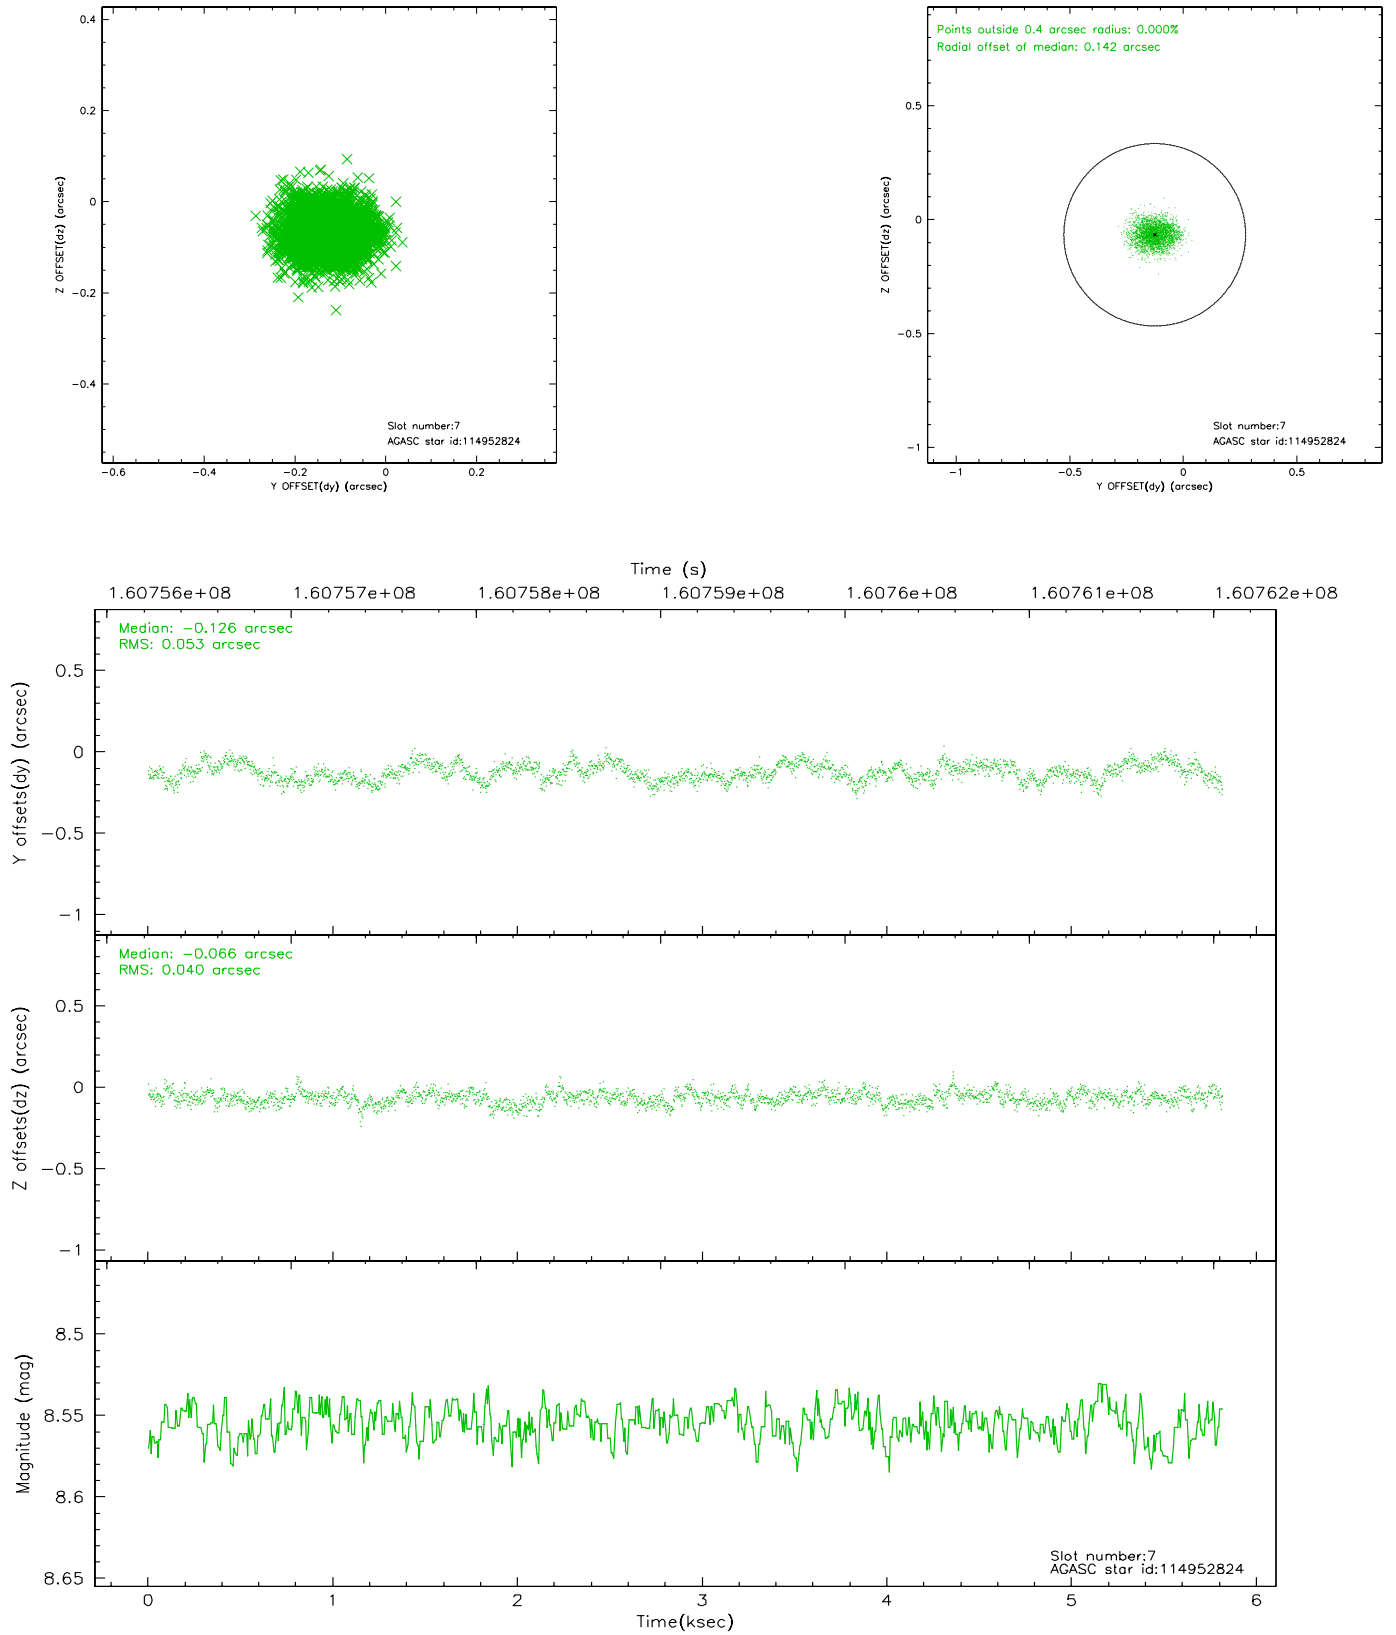 0.4
0.2
0
−0.2
−0.4
Z OFFSET(dz) (arcsec)
Slot number:7
AGASC star id:114952824
−0.6 −0.4 −0.2 0 0.2
Y OFFSET(dy) (arcsec)
Points outside 0.4 arcsec radius: 0.000%
Radial offset of median: 0.142 arcsec
0.5
0
−0.5
−1
Z OFFSET(dz) (arcsec)
Slot number:7
AGASC star id:114952824
−1 −0.5 0 0.5
Y OFFSET(dy) (arcsec)
Time (s)
1.60756e+08 1.60757e+08 1.60758e+08 1.60759e+08 1.6076e+08 1.60761e+08 1.60762e+08
Median: −0.126 arcsec
RMS: 0.053 arcsec
0.5
0
−0.5
−1
Y offsets(dy) (arcsec)
Median: −0.066 arcsec
RMS: 0.040 arcsec
0.5
0
−0.5
−1
Z offsets(dz) (arcsec)
8.5
8.55
8.6
8.65
Magnitude (mag)
Slot number:7
AGASC star id:114952824
0 1 2 3 4 5 6
Time(ksec)